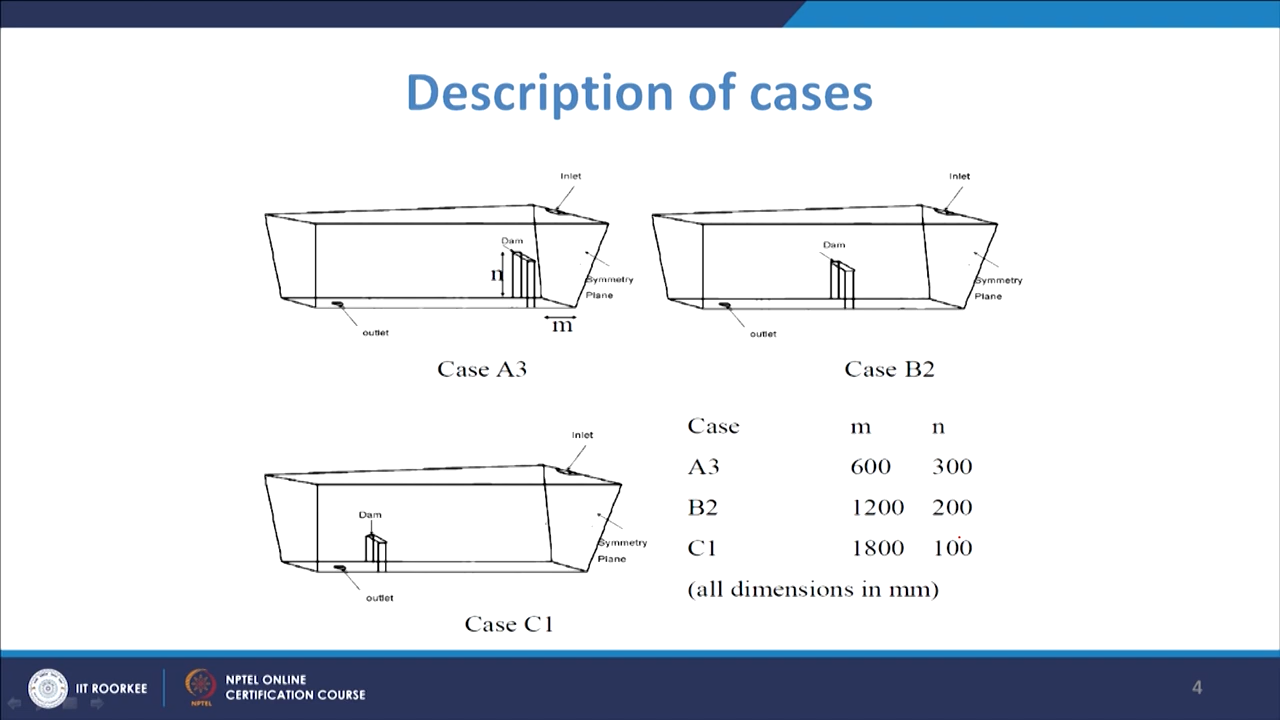 Description of cases
Inlet
Dam
n
Symmetry
Plane
m
outlet
Case A3
Inlet
Dam
Symmetry
Plane
outlet
Case B2
Inlet
Dam
Symmetry
Plane
outlet
Case C1
Case m n
A3 600 300
B2 1200 200
C1 1800 100
(all dimensions in mm)
IIT ROORKEE
NPTEL
NPTEL ONLINE
CERTIFICATION COURSE
4